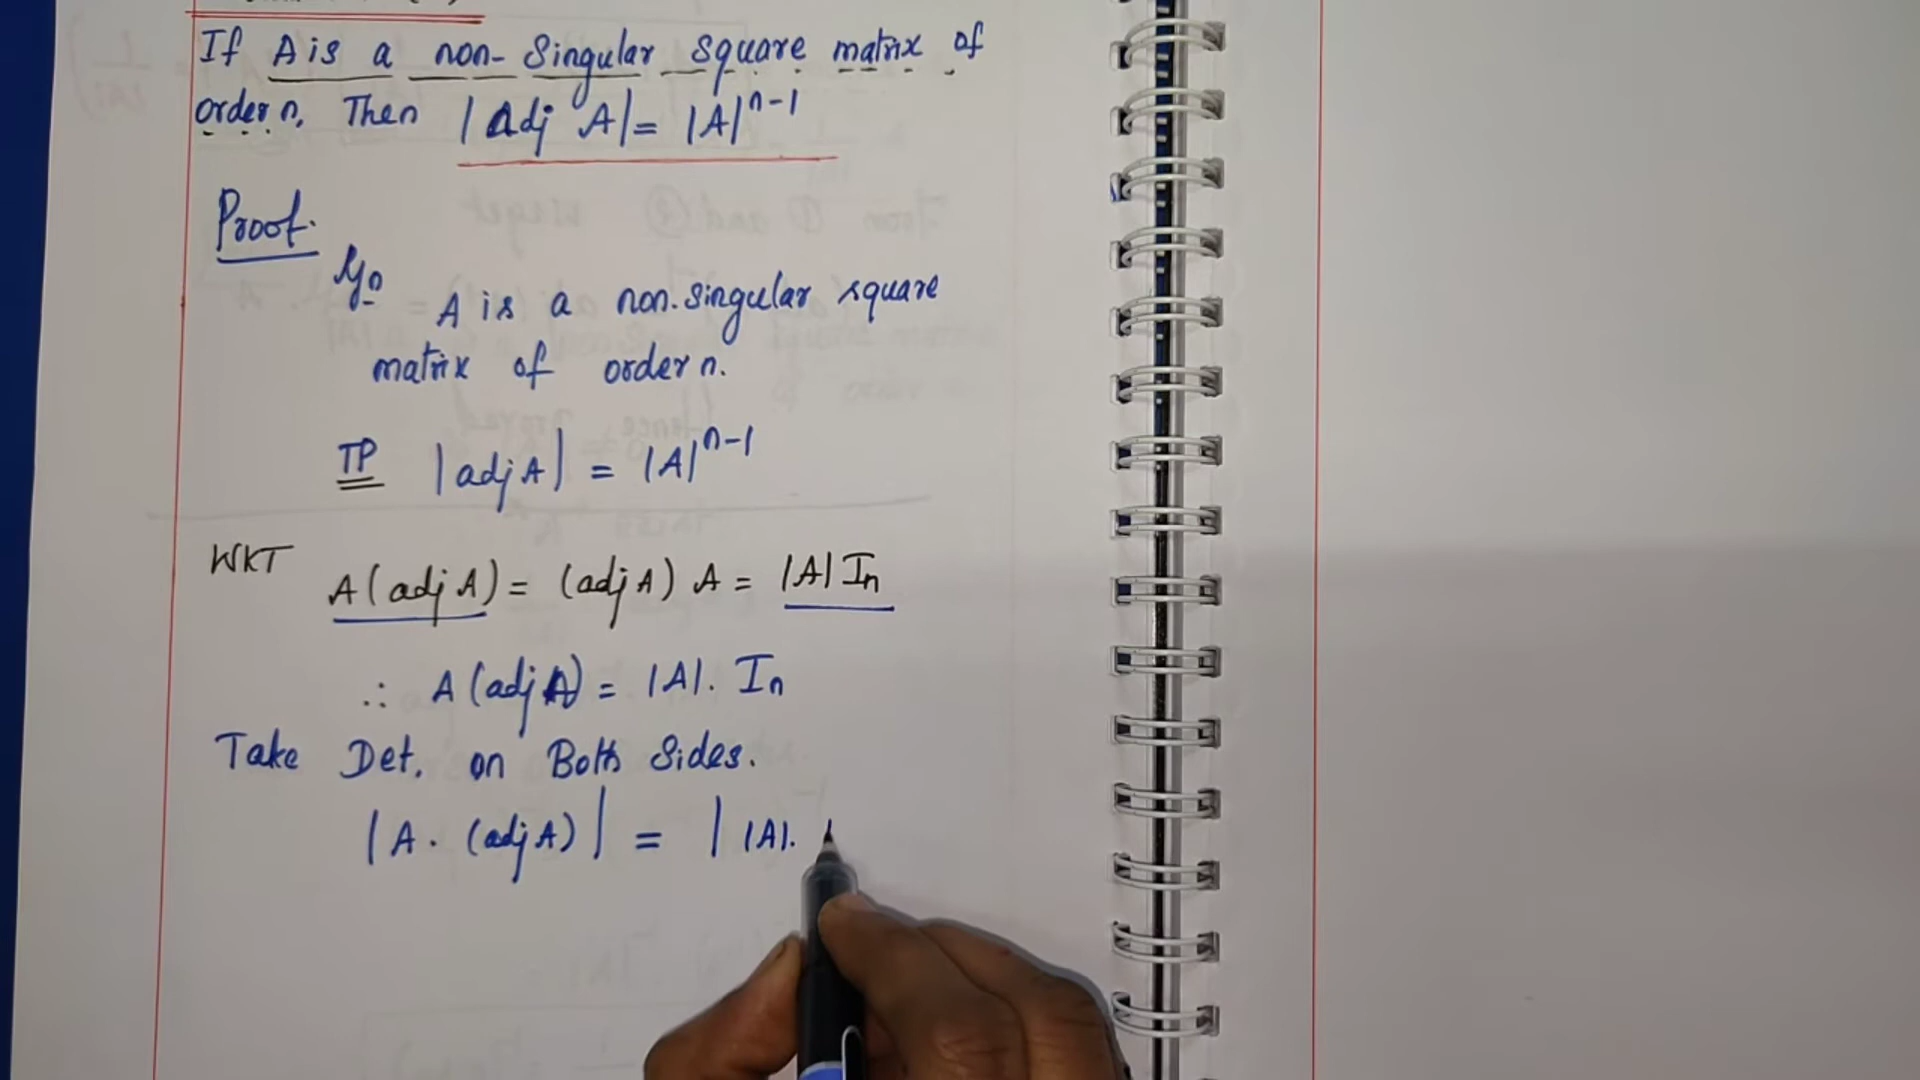 If A is a non-Singular Square matrix of
order n, Then |Adj A| = |A|ⁿ⁻¹
Proof.
A is a non-singular square
matrix of order n.
TP |adj A| = |A|ⁿ⁻¹
WKT A(adj A) = (adj A) A = |A| Iₙ
∴ A(adj A) = |A|. Iₙ
Take Det. on Both Sides.
|A. (adj A)| = | |A|.